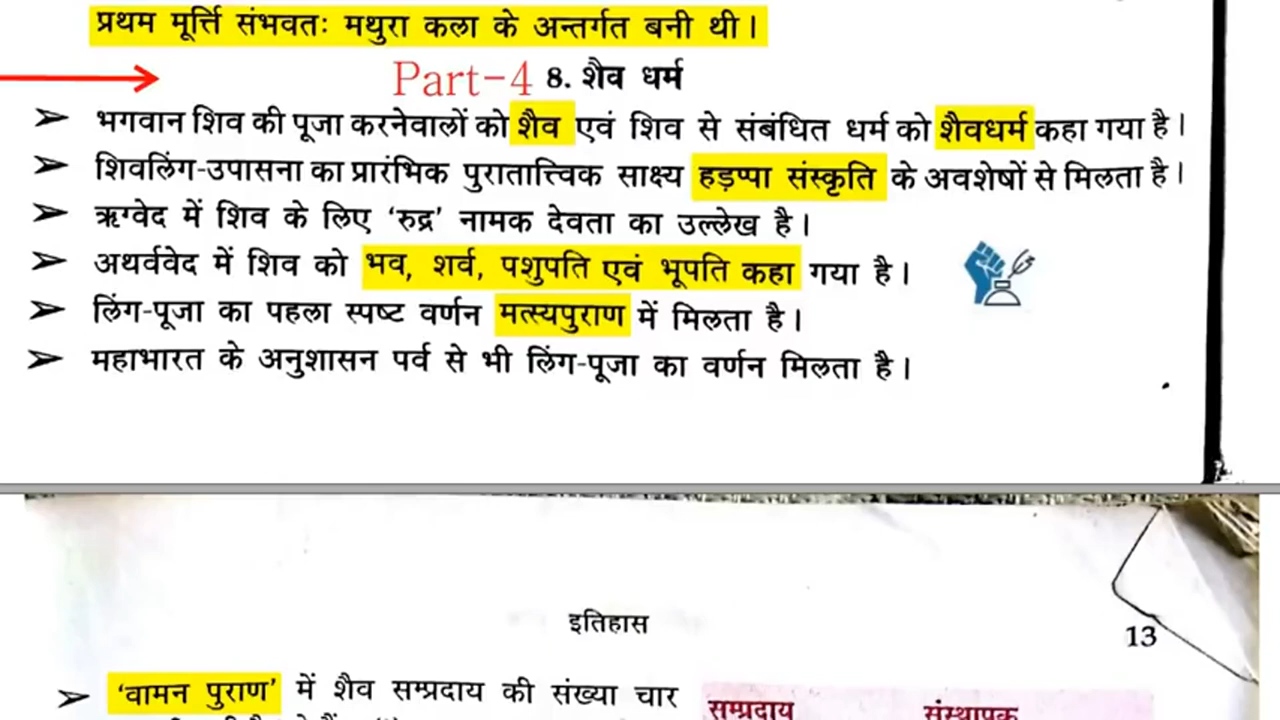 प्रथम मूर्त्ति संभवतः मथुरा कला के अन्तर्गत बनी थी।
Part-4 8. शैव धर्म
➢ भगवान शिव की पूजा करनेवालों को शैव एवं शिव से संबंधित धर्म को शैवधर्म कहा गया है।
➢ शिवलिंग-उपासना का प्रारंभिक पुरातात्त्विक साक्ष्य हड़प्पा संस्कृति के अवशेषों से मिलता है।
➢ ऋग्वेद में शिव के लिए ‘रुद्र’ नामक देवता का उल्लेख है।
➢ अथर्ववेद में शिव को भव, शर्व, पशुपति एवं भूपति कहा गया है।
➢ लिंग-पूजा का पहला स्पष्ट वर्णन मत्स्यपुराण में मिलता है।
➢ महाभारत के अनुशासन पर्व से भी लिंग-पूजा का वर्णन मिलता है।
इतिहास
13
➢ ‘वामन पुराण’ में शैव सम्प्रदाय की संख्या चार
सम्प्रदाय संस्थापक